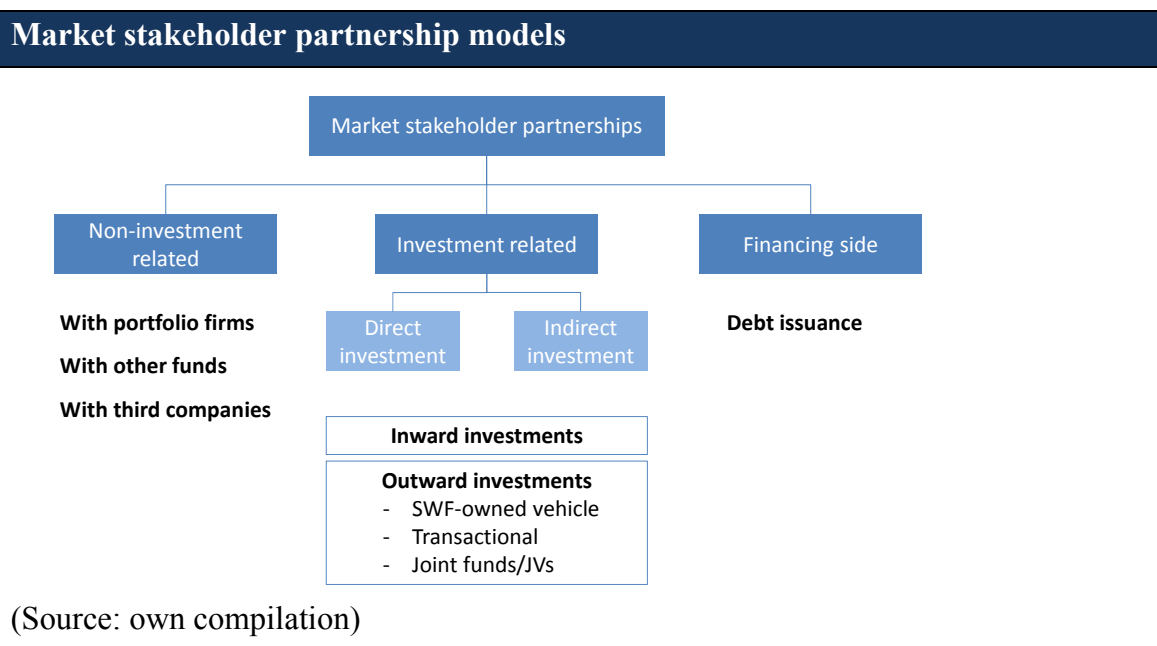 Market stakeholder partnership models
Market stakeholder partnerships
Non-investment
related
Investment related
Financing side
With portfolio firms
With other funds
With third companies
Direct
investment
Indirect
investment
Debt issuance
Inward investments
Outward investments
- SWF-owned vehicle
- Transactional
- Joint funds/JVs
(Source: own compilation)